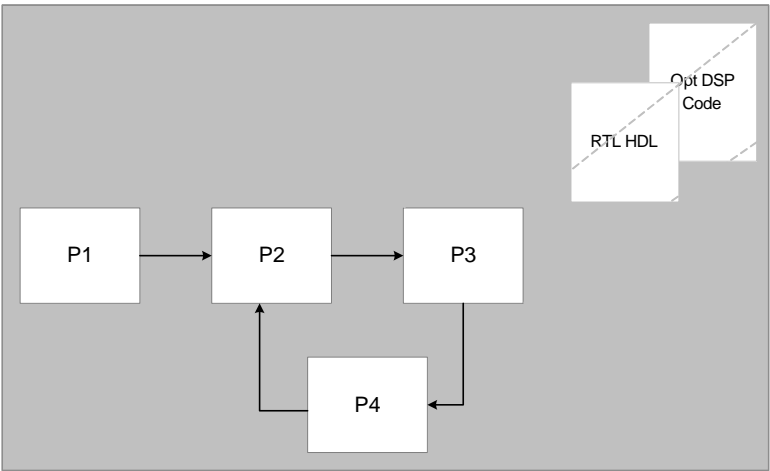 Opt DSP
Code
RTL HDL
P1
P2
P3
P4